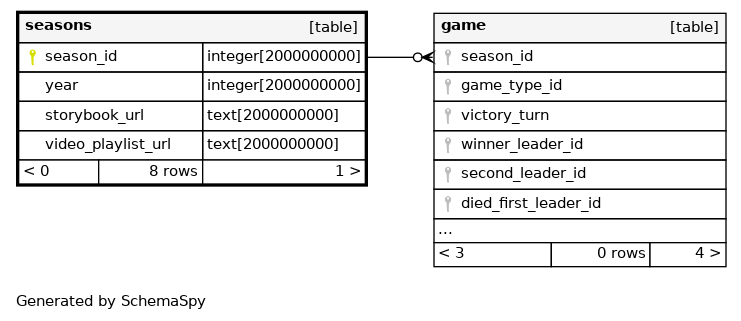 seasons [table]
season_id integer[2000000000]
year integer[2000000000]
storybook_url text[2000000000]
video_playlist_url text[2000000000]
< 0 8 rows 1 >
game [table]
season_id
game_type_id
victory_turn
winner_leader_id
second_leader_id
died_first_leader_id
...
< 3 0 rows 4 >
Generated by SchemaSpy